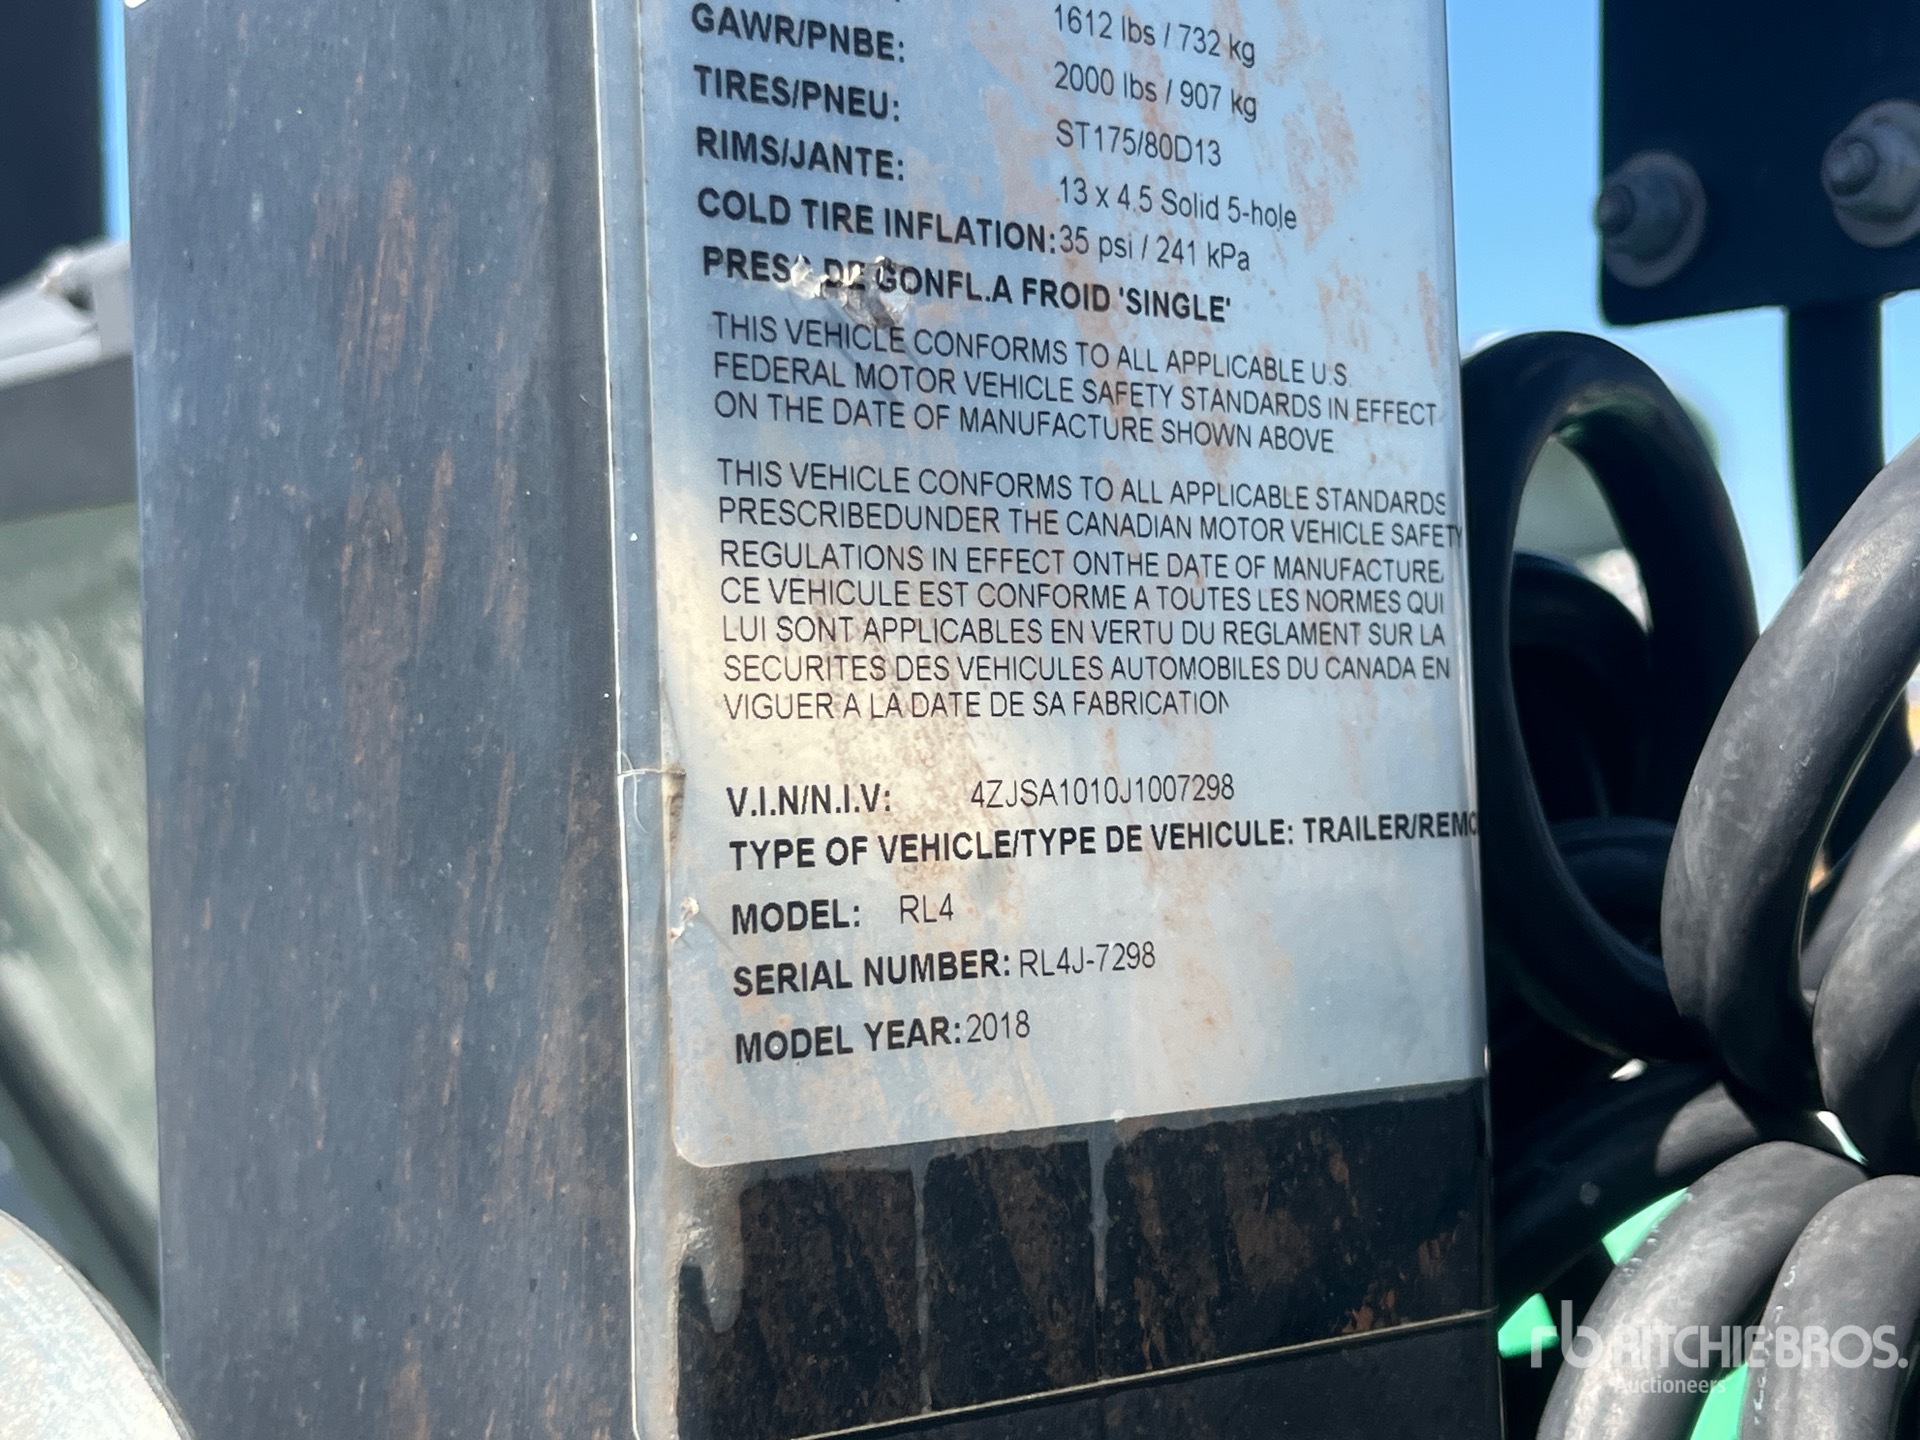 1612 lbs / 732 kg
GAWR/PNBE: 2000 lbs / 907 kg
TIRES/PNEU: ST175/80D13
RIMS/JANTE: 13 x 4.5 Solid 5-hole
COLD TIRE INFLATION: 35 psi / 241 kPa
PRESS DE GONFL.A FROID 'SINGLE'
THIS VEHICLE CONFORMS TO ALL APPLICABLE U.S.
FEDERAL MOTOR VEHICLE SAFETY STANDARDS IN EFFECT
ON THE DATE OF MANUFACTURE SHOWN ABOVE
THIS VEHICLE CONFORMS TO ALL APPLICABLE STANDARDS
PRESCRIBEDUNDER THE CANADIAN MOTOR VEHICLE SAFETY
REGULATIONS IN EFFECT ONTHE DATE OF MANUFACTURE.
CE VEHICULE EST CONFORME A TOUTES LES NORMES QUI
LUI SONT APPLICABLES EN VERTU DU REGLAMENT SUR LA
SECURITES DES VEHICULES AUTOMOBILES DU CANADA EN
VIGUER A LA DATE DE SA FABRICATION
V.I.N/N.I.V: 4ZJSA1010J1007298
TYPE OF VEHICLE/TYPE DE VEHICULE: TRAILER/REMO
MODEL: RL4
SERIAL NUMBER: RL4J-7298
MODEL YEAR: 2018
rb RITCHIE BROS.
Auctioneers